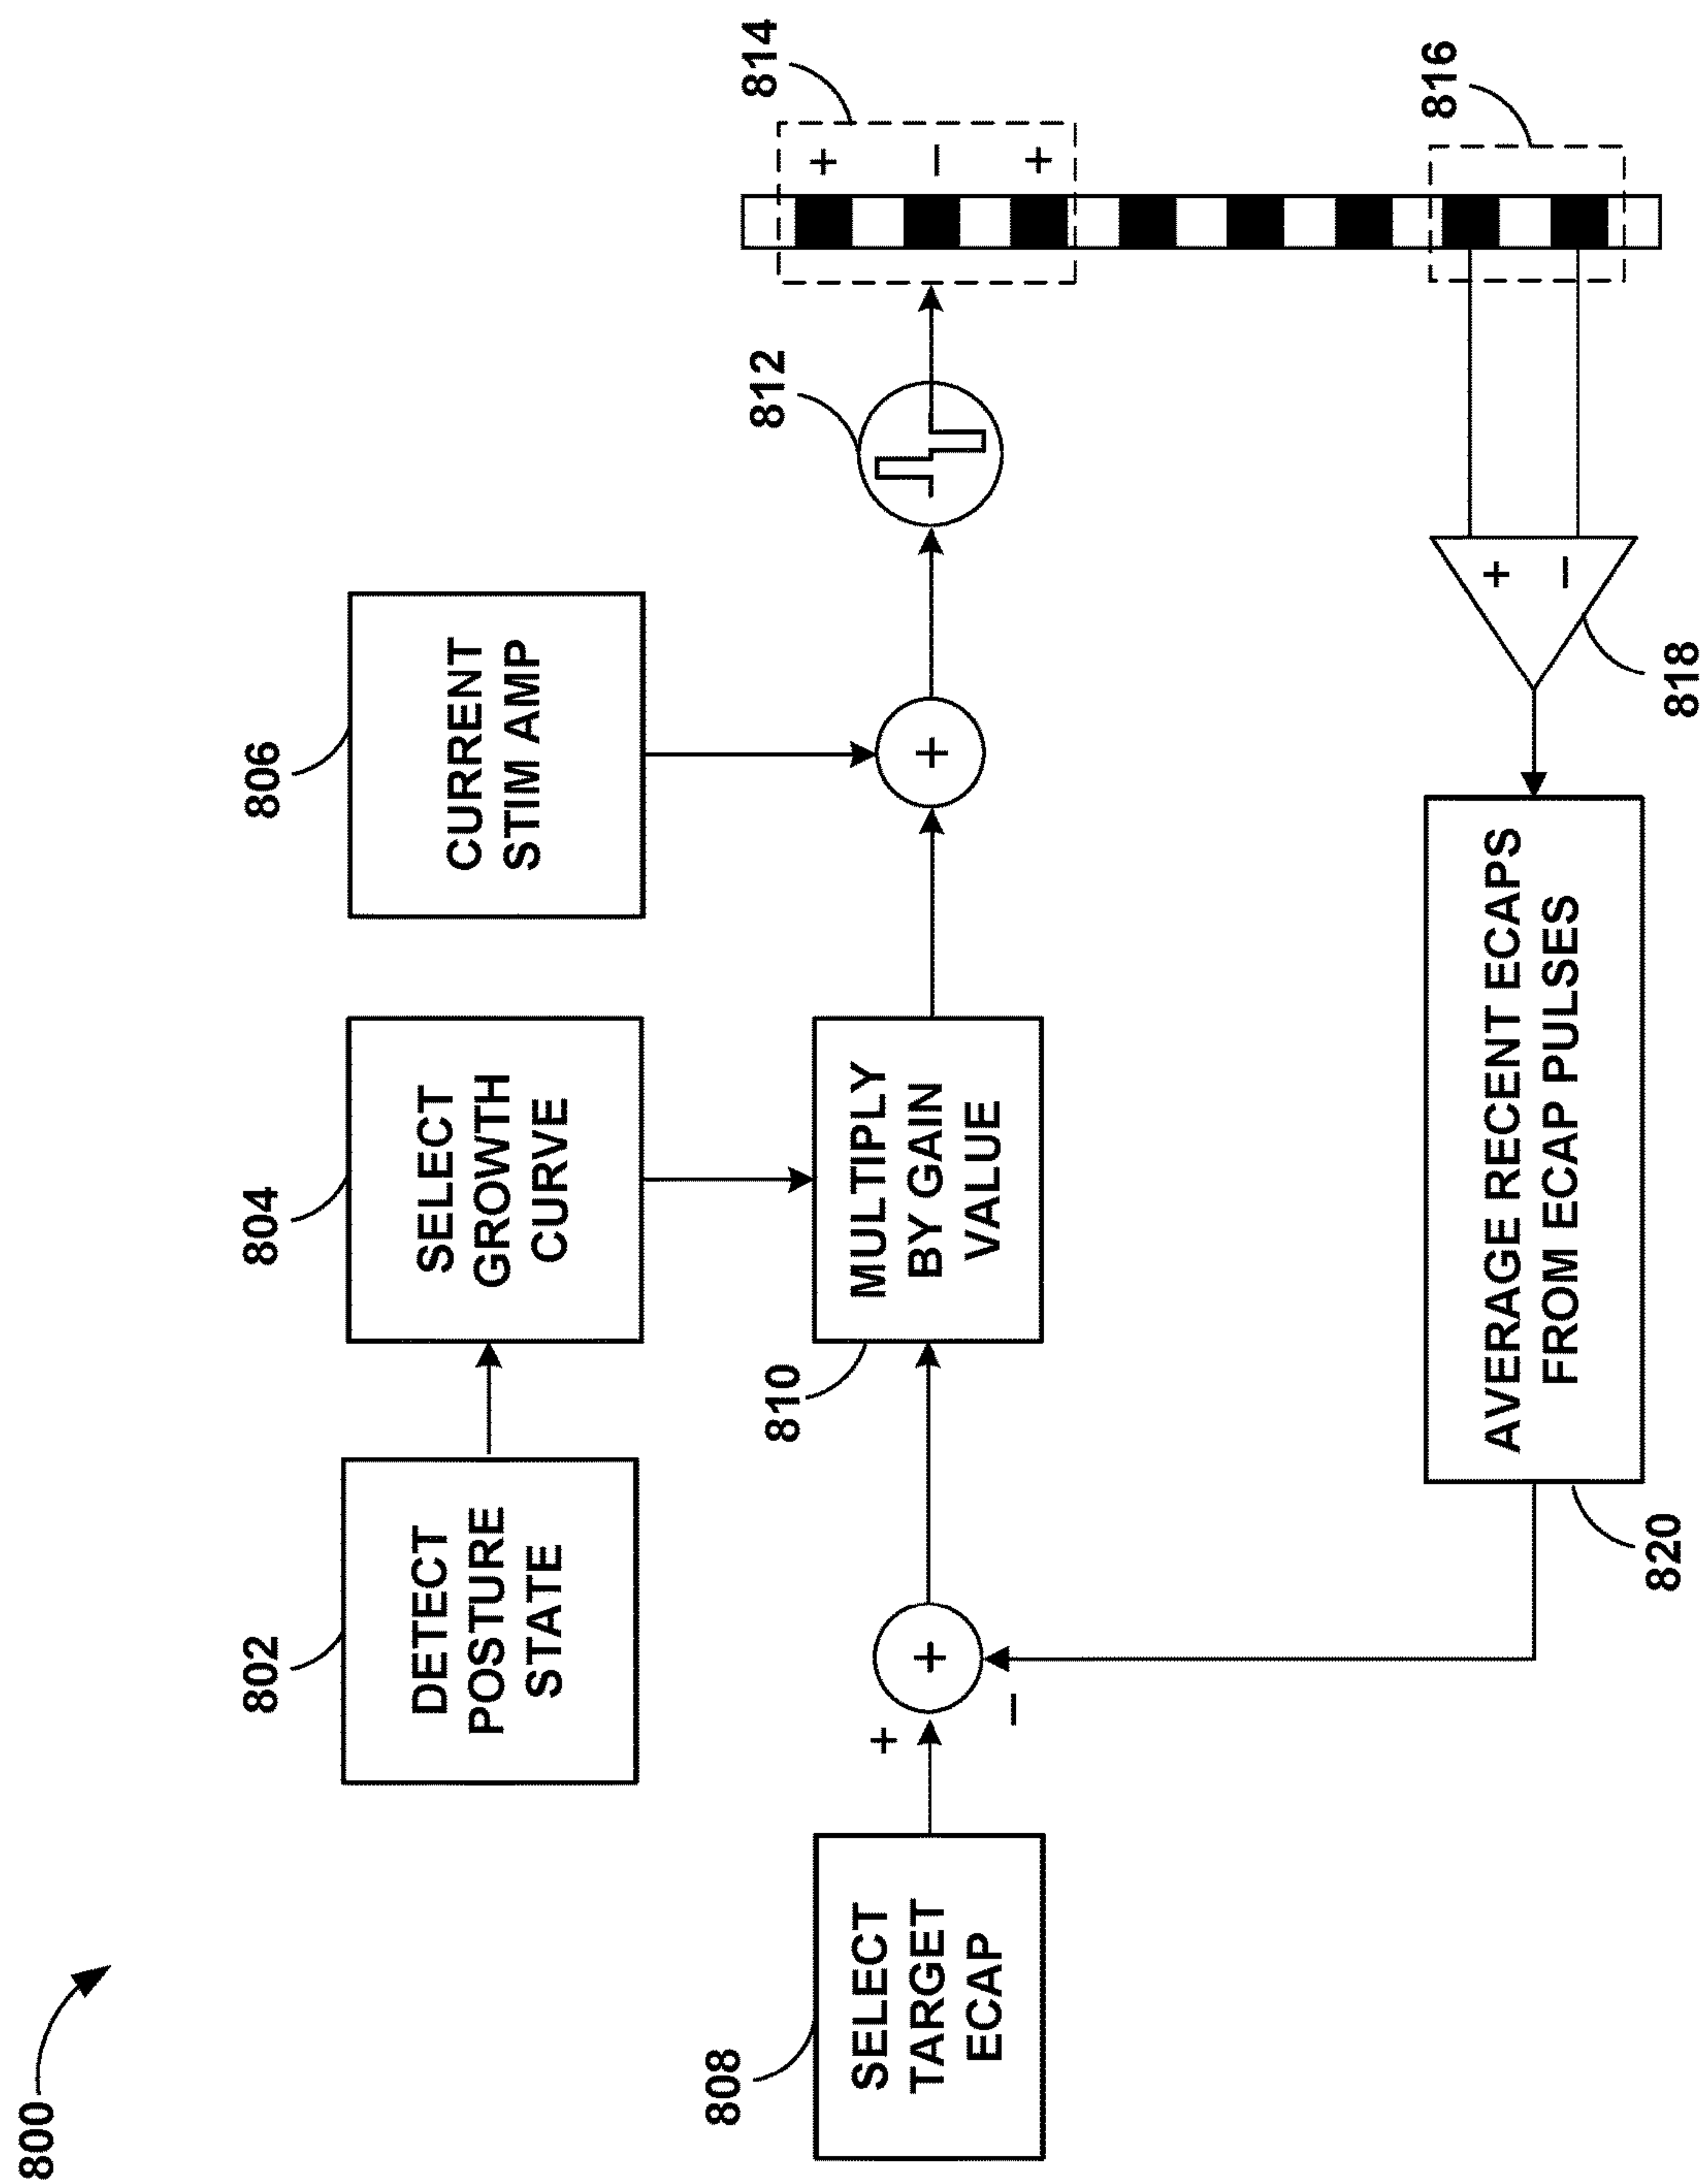 800
802
DETECT
POSTURE
STATE
804
SELECT
GROWTH
CURVE
806
CURRENT
STIM AMP
808
SELECT
TARGET
ECAP
+
−
+
810
MULTIPLY
BY GAIN
VALUE
+
812
814
+
−
+
816
818
+
−
820
AVERAGE RECENT ECAPS
FROM ECAP PULSES